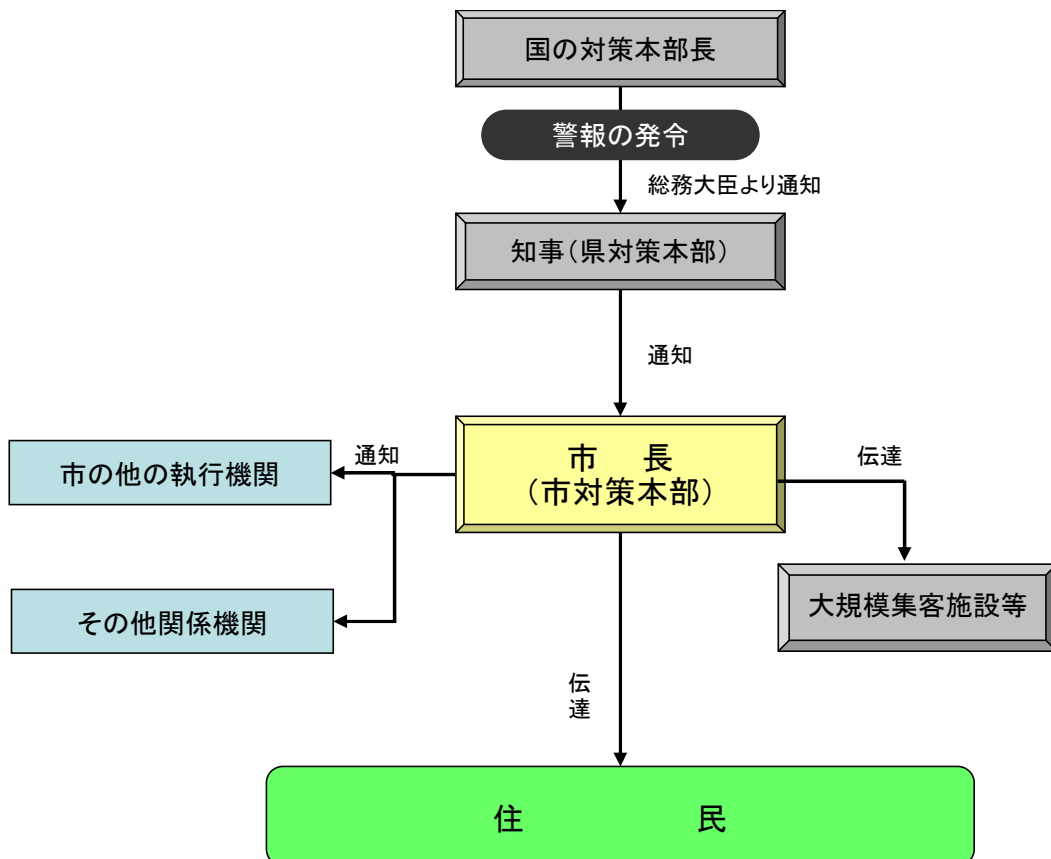 国の対策本部長
警報の発令
総務大臣より通知
知事（県対策本部）
通知
市　長
（市対策本部）
通知
伝達
市の他の執行機関
その他関係機関
大規模集客施設等
伝達
住　民